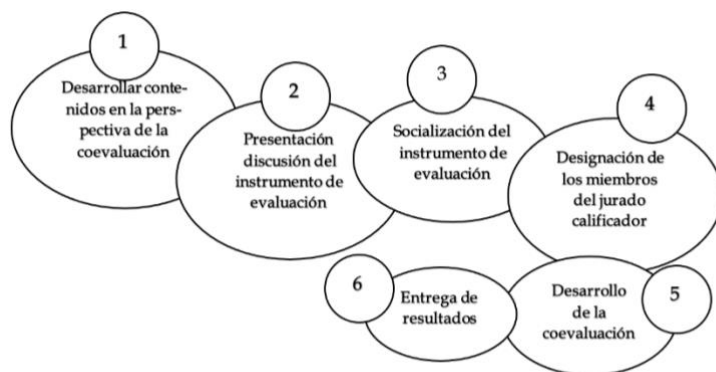 1
Desarrollar conte-
nidos en la pers-
pectiva de la
coevaluación
2
Presentación
discusión del
instrumento de
evaluación
3
Socialización del
instrumento de
evaluación
4
Designación de
los miembros
del jurado
calificador
5
Desarrollo
de la
coevaluación
6
Entrega de
resultados